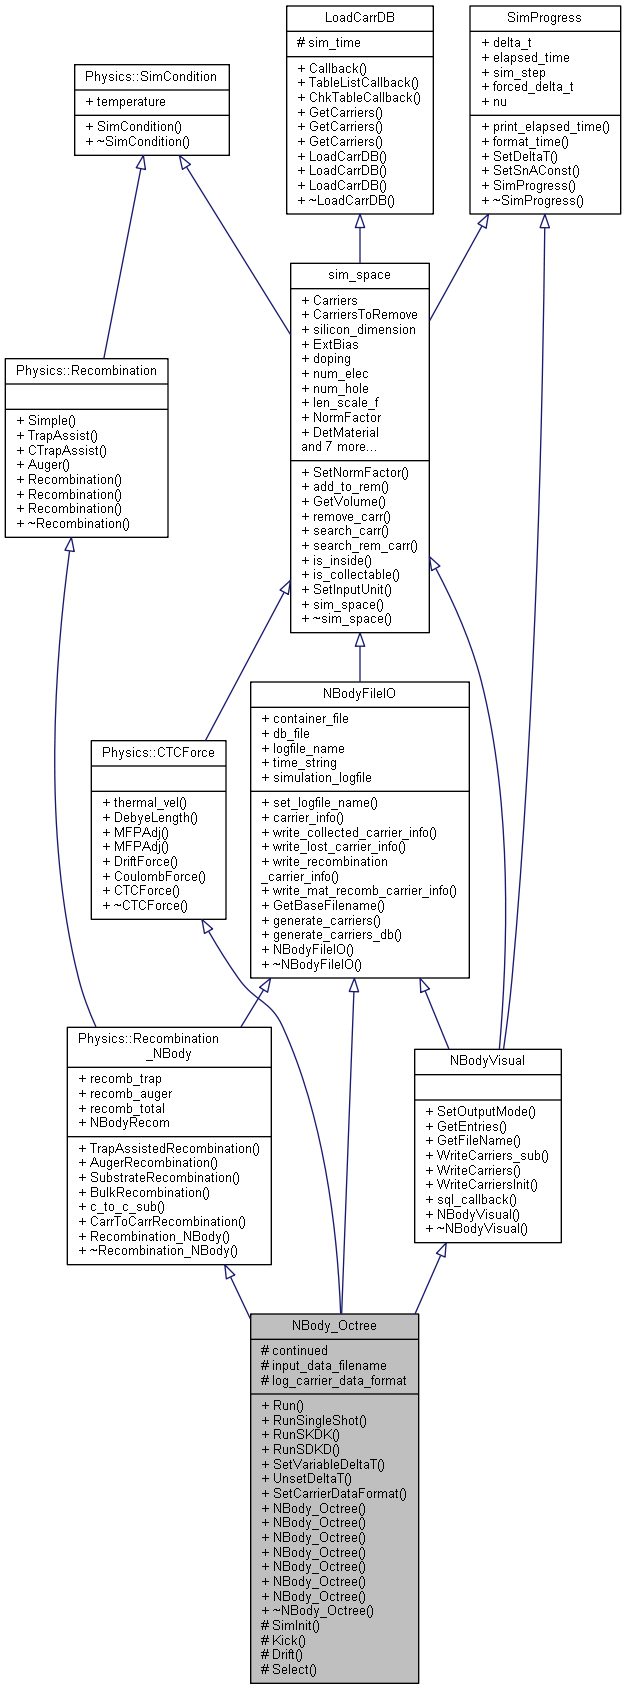 LoadCarrDB
# sim_time
+ Callback()
+ TableListCallback()
+ ChkTableCallback()
+ GetCarriers()
+ GetCarriers()
+ GetCarriers()
+ LoadCarrDB()
+ LoadCarrDB()
+ LoadCarrDB()
+ ~LoadCarrDB()
SimProgress
+ delta_t
+ elapsed_time
+ sim_step
+ forced_delta_t
+ nu
+ print_elapsed_time()
+ format_time()
+ SetDeltaT()
+ SetSnAConst()
+ SimProgress()
+ ~SimProgress()
Physics::SimCondition
+ temperature
+ SimCondition()
+ ~SimCondition()
sim_space
+ Carriers
+ CarriersToRemove
+ silicon_dimension
+ ExtBias
+ doping
+ num_elec
+ num_hole
+ len_scale_f
+ NormFactor
+ DetMaterial
and 7 more...
+ SetNormFactor()
+ add_to_rem()
+ GetVolume()
+ remove_carr()
+ search_carr()
+ search_rem_carr()
+ is_inside()
+ is_collectable()
+ SetInputUnit()
+ sim_space()
+ ~sim_space()
Physics::Recombination
+ Simple()
+ TrapAssist()
+ CTrapAssist()
+ Auger()
+ Recombination()
+ Recombination()
+ Recombination()
+ ~Recombination()
NBodyFileIO
+ container_file
+ db_file
+ logfile_name
+ time_string
+ simulation_logfile
+ set_logfile_name()
+ carrier_info()
+ write_collected_carrier_info()
+ write_lost_carrier_info()
+ write_recombination
_carrier_info()
+ write_mat_recomb_carrier_info()
+ GetBaseFilename()
+ generate_carriers()
+ generate_carriers_db()
+ NBodyFileIO()
+ ~NBodyFileIO()
Physics::CTCForce
+ thermal_vel()
+ DebyeLength()
+ MFPAdj()
+ MFPAdj()
+ DriftForce()
+ CoulombForce()
+ CTCForce()
+ ~CTCForce()
Physics::Recombination
_NBody
+ recomb_trap
+ recomb_auger
+ recomb_total
+ NBodyRecom
+ TrapAssistedRecombination()
+ AugerRecombination()
+ SubstrateRecombination()
+ BulkRecombination()
+ c_to_c_sub()
+ CarrToCarrRecombination()
+ Recombination_NBody()
+ ~Recombination_NBody()
NBodyVisual
+ SetOutputMode()
+ GetEntries()
+ GetFileName()
+ WriteCarriers_sub()
+ WriteCarriers()
+ WriteCarriersInit()
+ sql_callback()
+ NBodyVisual()
+ ~NBodyVisual()
NBody_Octree
# continued
# input_data_filename
# log_carrier_data_format
+ Run()
+ RunSingleShot()
+ RunSKDK()
+ RunSDKD()
+ SetVariableDeltaT()
+ UnsetDeltaT()
+ SetCarrierDataFormat()
+ NBody_Octree()
+ NBody_Octree()
+ NBody_Octree()
+ NBody_Octree()
+ NBody_Octree()
+ NBody_Octree()
+ NBody_Octree()
+ ~NBody_Octree()
# SimInit()
# Kick()
# Drift()
# Select()